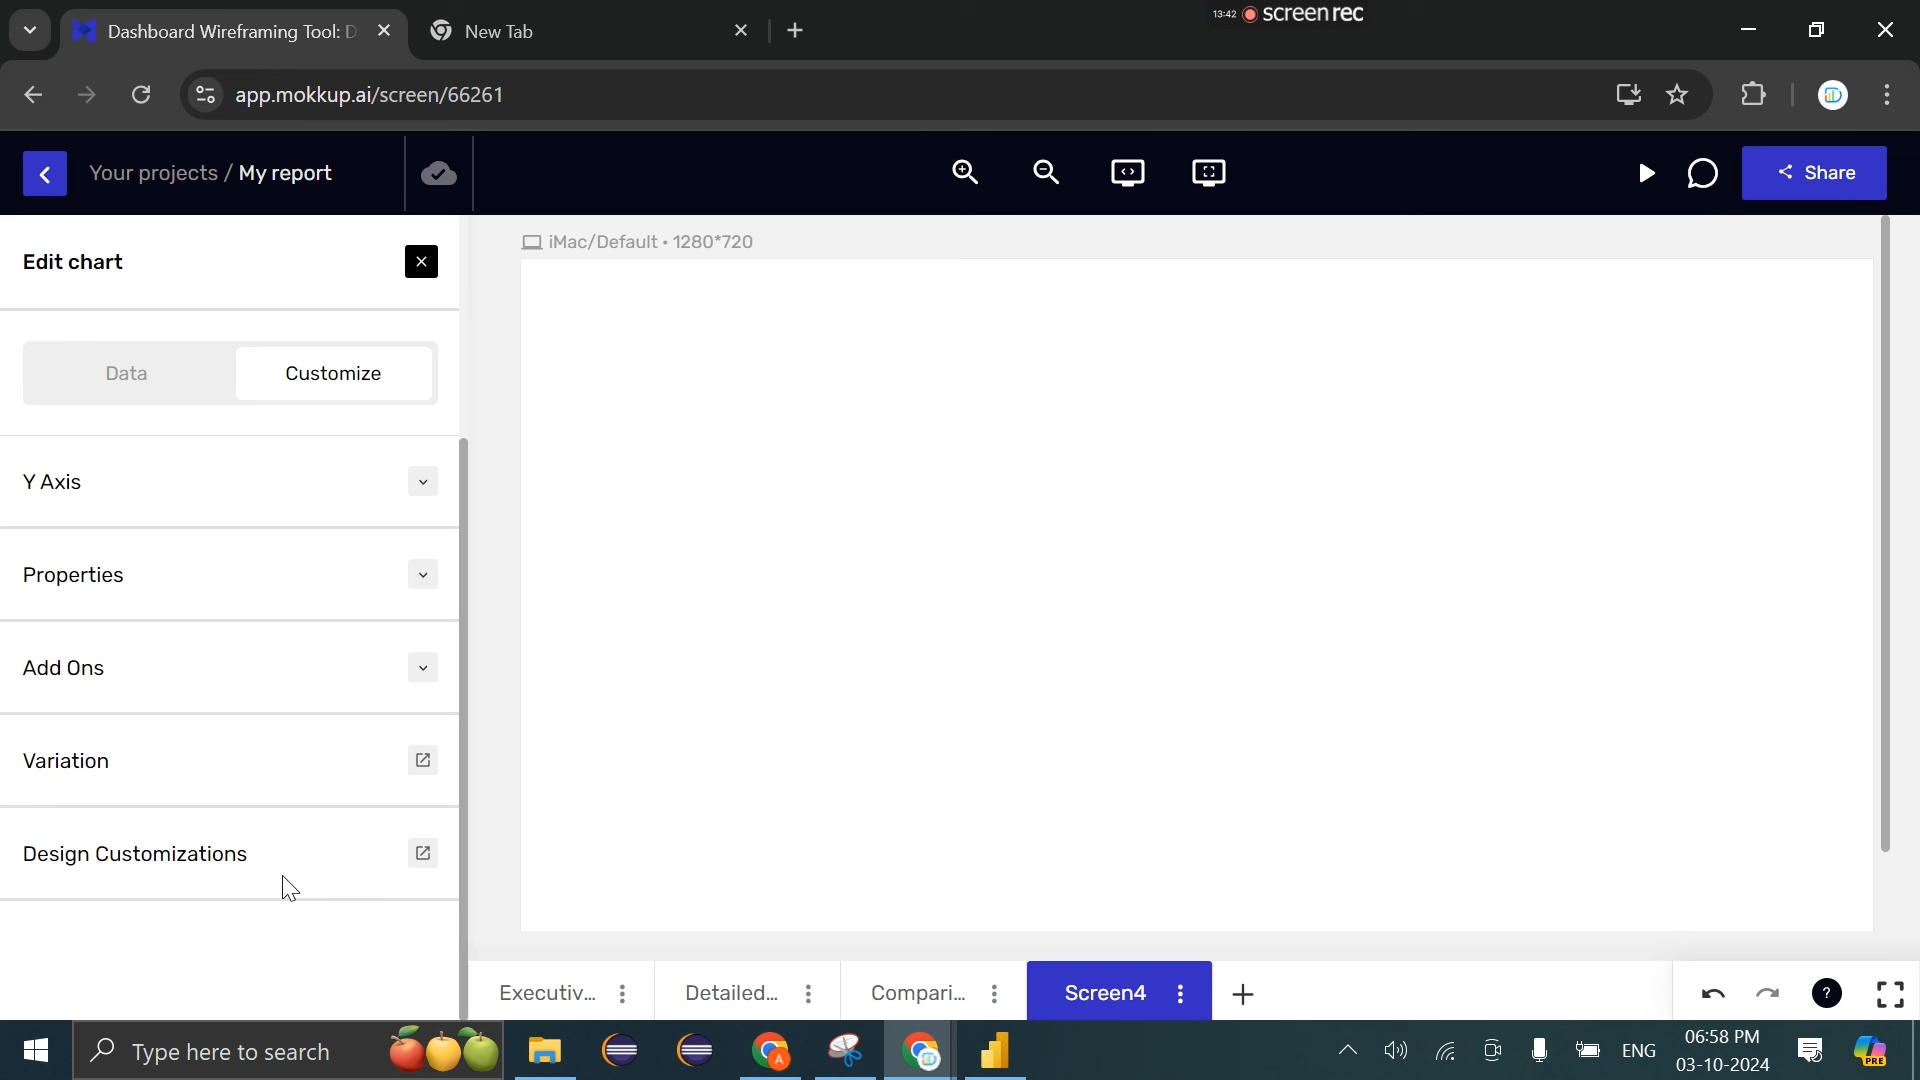 Dashboard Wireframing Tool: D
New Tab
13:42 screenrec
app.mokkup.ai/screen/66261
Your projects / My report
Share
Edit chart
iMac/Default • 1280*720
Data
Customize
Y Axis
Properties
Add Ons
Variation
Design Customizations
Executiv...
Detailed...
Compari...
Screen4
?
Type here to search
A
ENG
06:58 PM
03-10-2024
PRE